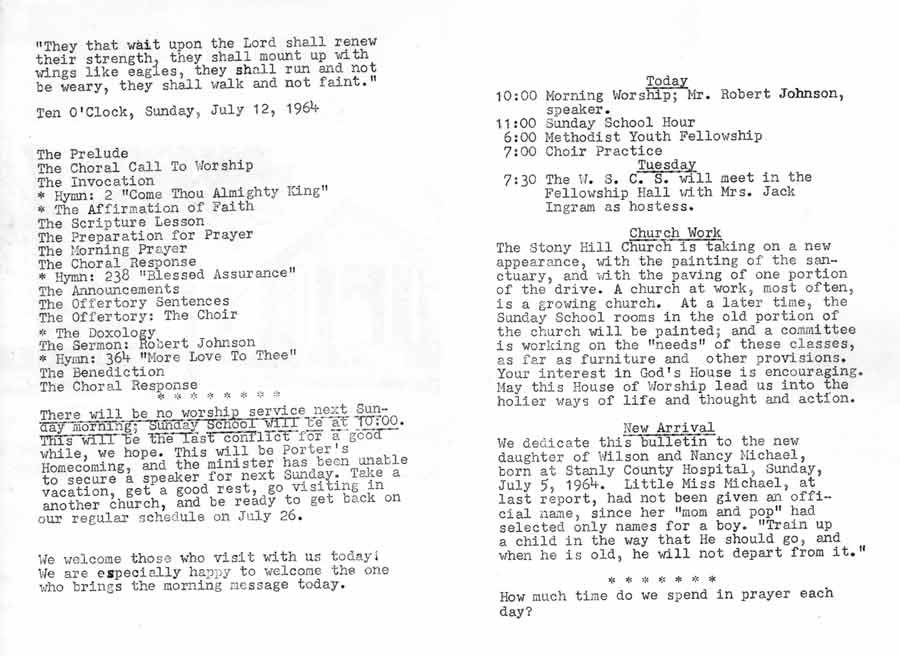 "They that wait upon the Lord shall renew
their strength, they shall mount up with
wings like eagles, they shall run and not
be weary, they shall walk and not faint."
Ten O'Clock, Sunday, July 12, 1964
The Prelude
The Choral Call To Worship
The Invocation
* Hymn: 2 "Come Thou Almighty King"
* The Affirmation of Faith
The Scripture Lesson
The Preparation for Prayer
The Morning Prayer
The Choral Response
* Hymn: 238 "Blessed Assurance"
The Announcements
The Offertory Sentences
The Offertory: The Choir
* The Doxology
The Sermon: Robert Johnson
* Hymn: 364 "More Love To Thee"
The Benediction
The Choral Response
* * * * * * * *
There will be no worship service next Sun-
day morning; Sunday School will be at 10:00.
This will be the last conflict for a good
while, we hope. This will be Porter's
Homecoming, and the minister has been unable
to secure a speaker for next Sunday. Take a
vacation, get a good rest, go visiting in
another church, and be ready to get back on
our regular schedule on July 26.
We welcome those who visit with us today!
We are especially happy to welcome the one
who brings the morning message today.
Today
10:00 Morning Worship; Mr. Robert Johnson,
speaker.
11:00 Sunday School Hour
6:00 Methodist Youth Fellowship
7:00 Choir Practice
Tuesday
7:30 The W. S. C. S. will meet in the
Fellowship Hall with Mrs. Jack
Ingram as hostess.
Church Work
The Stony Hill Church is taking on a new
appearance, with the painting of the san-
ctuary, and with the paving of one portion
of the drive. A church at work, most often,
is a growing church. At a later time, the
Sunday School rooms in the old portion of
the church will be painted; and a committee
is working on the "needs" of these classes,
as far as furniture and other provisions.
Your interest in God's House is encouraging.
May this House of Worship lead us into the
holier ways of life and thought and action.
New Arrival
We dedicate this bulletin to the new
daughter of Wilson and Nancy Michael,
born at Stanly County Hospital, Sunday,
July 5, 1964. Little Miss Michael, at
last report, had not been given an offi-
cial name, since her "mom and pop" had
selected only names for a boy. "Train up
a child in the way that He should go, and
when he is old, he will not depart from it."
* * * * * * *
How much time do we spend in prayer each
day?